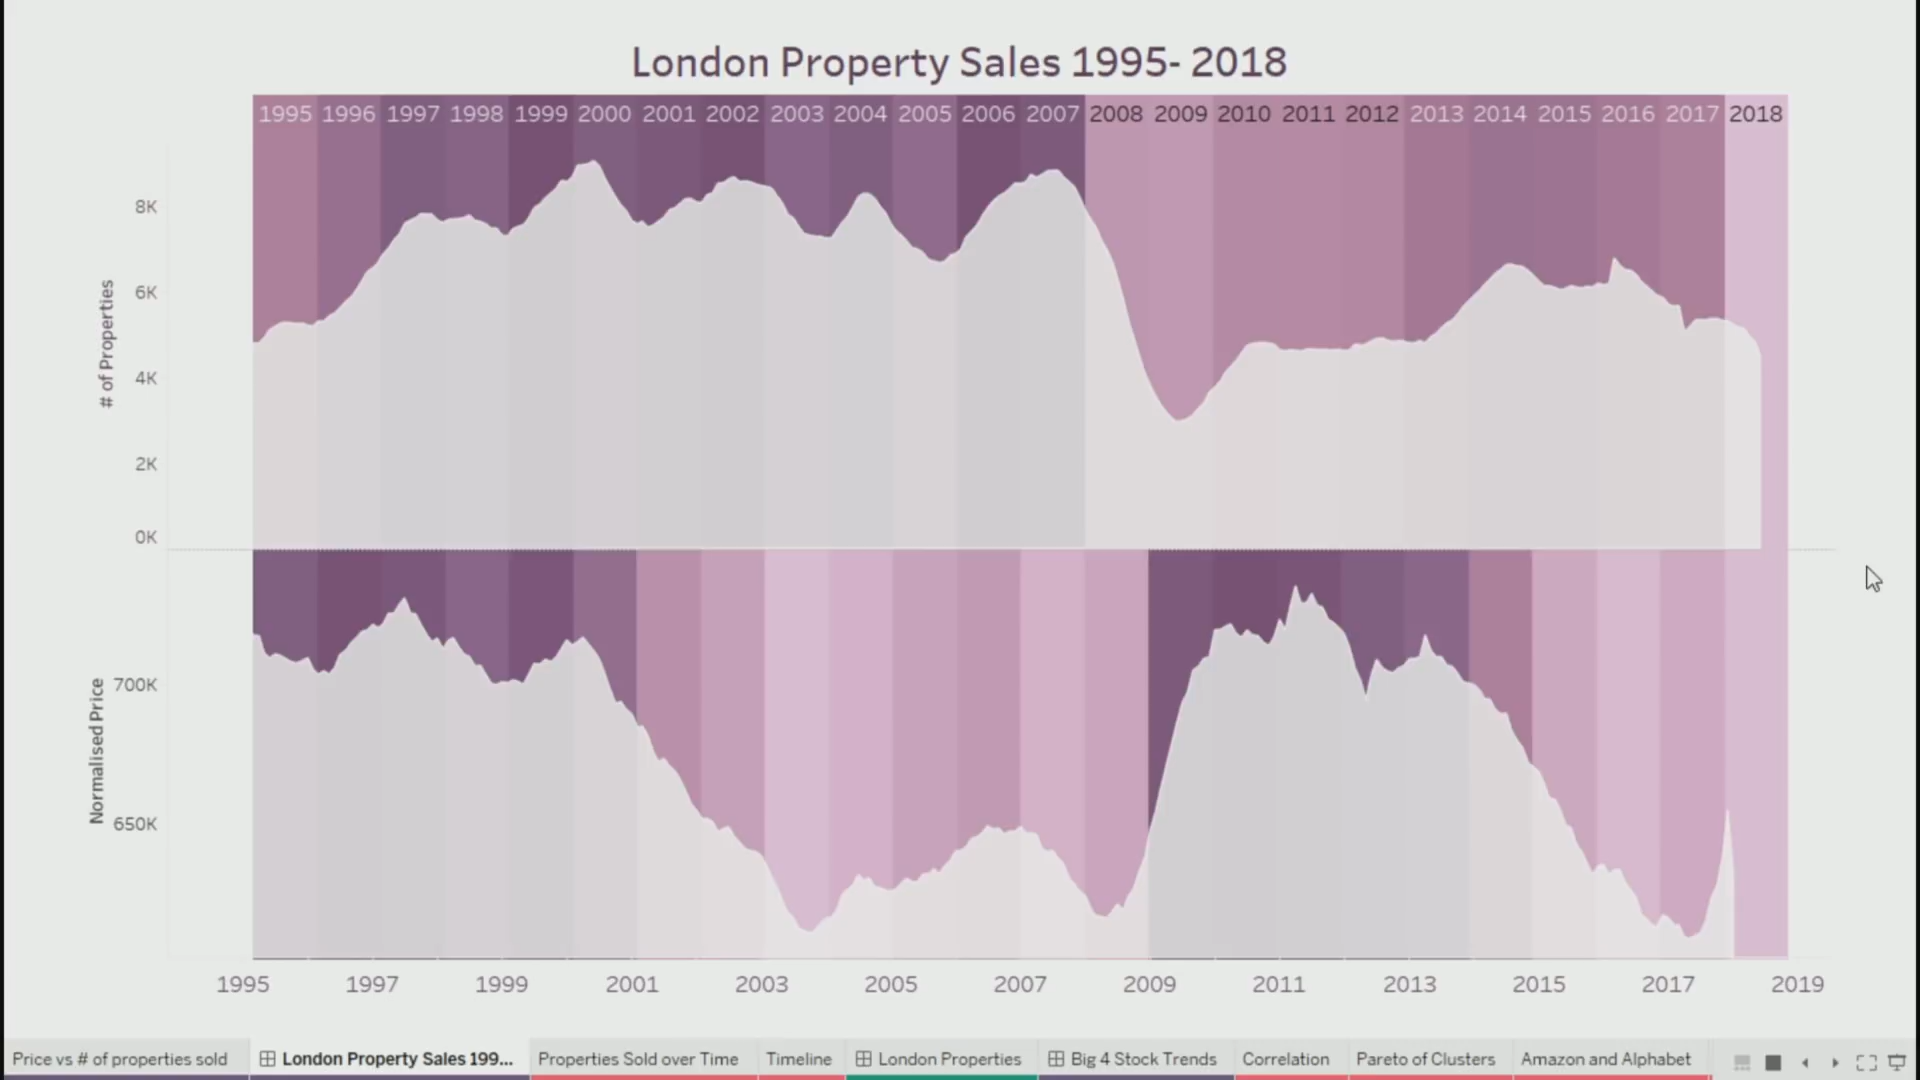 London Property Sales 1995- 2018
1995 1996 1997 1998 1999 2000 2001 2002 2003 2004 2005 2006 2007 2008 2009 2010 2011 2012 2013 2014 2015 2016 2017 2018
# of Properties
8K
6K
4K
2K
0K
Normalised Price
700K
650K
1995 1997 1999 2001 2003 2005 2007 2009 2011 2013 2015 2017 2019
Price vs # of properties sold London Property Sales 199... Properties Sold over Time Timeline London Properties Big 4 Stock Trends Correlation Pareto of Clusters Amazon and Alphabet